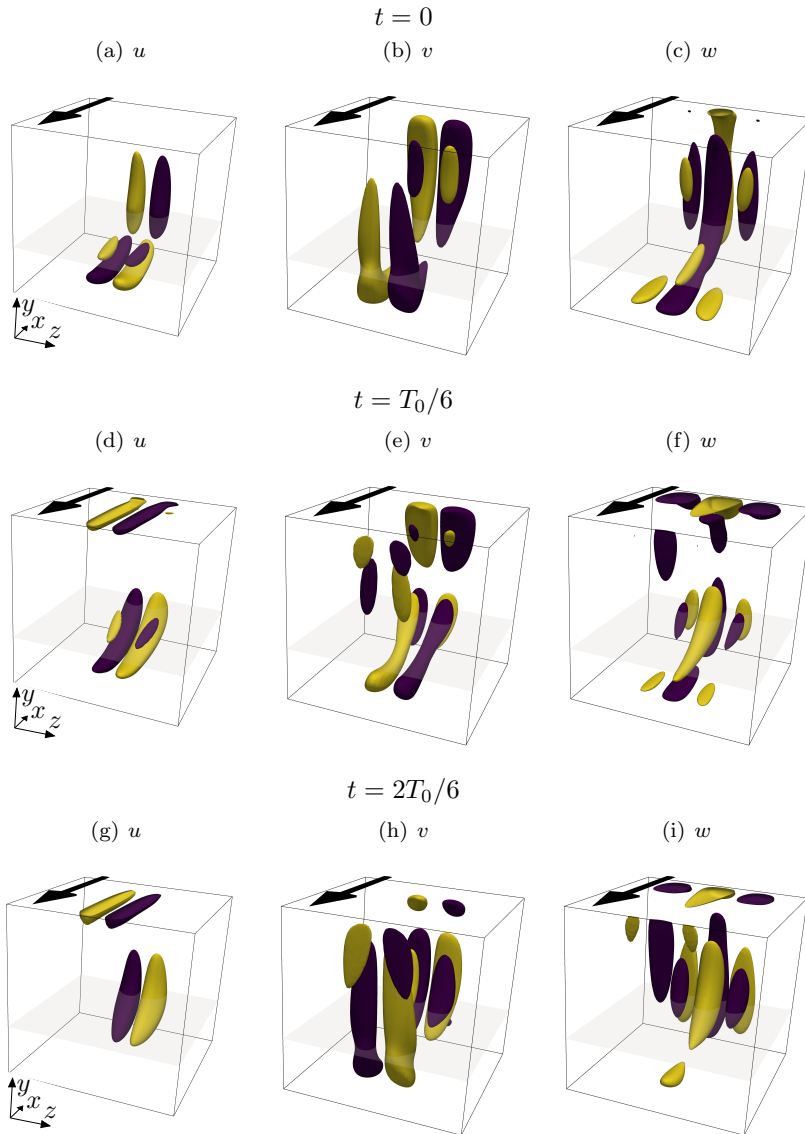 t = 0
(a) u
(b) v
(c) w
y
x
z
t = T₀/6
(d) u
(e) v
(f) w
y
x
z
t = 2T₀/6
(g) u
(h) v
(i) w
y
x
z